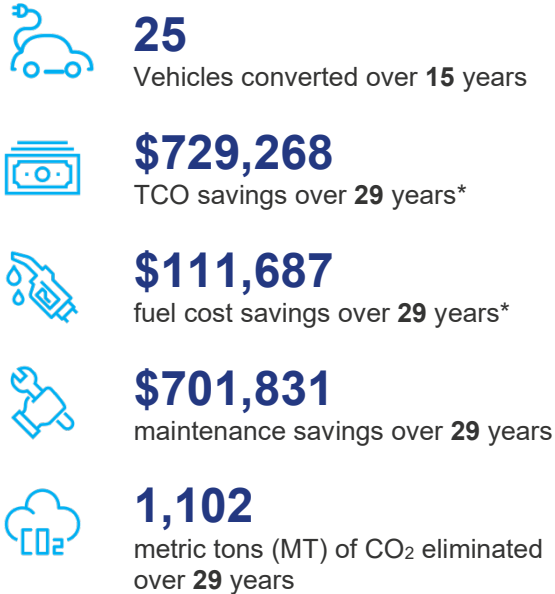 25
Vehicles converted over 15 years
$729,268
TCO savings over 29 years*
$111,687
fuel cost savings over 29 years*
$701,831
maintenance savings over 29 years
CO2
1,102
metric tons (MT) of CO2 eliminated
over 29 years